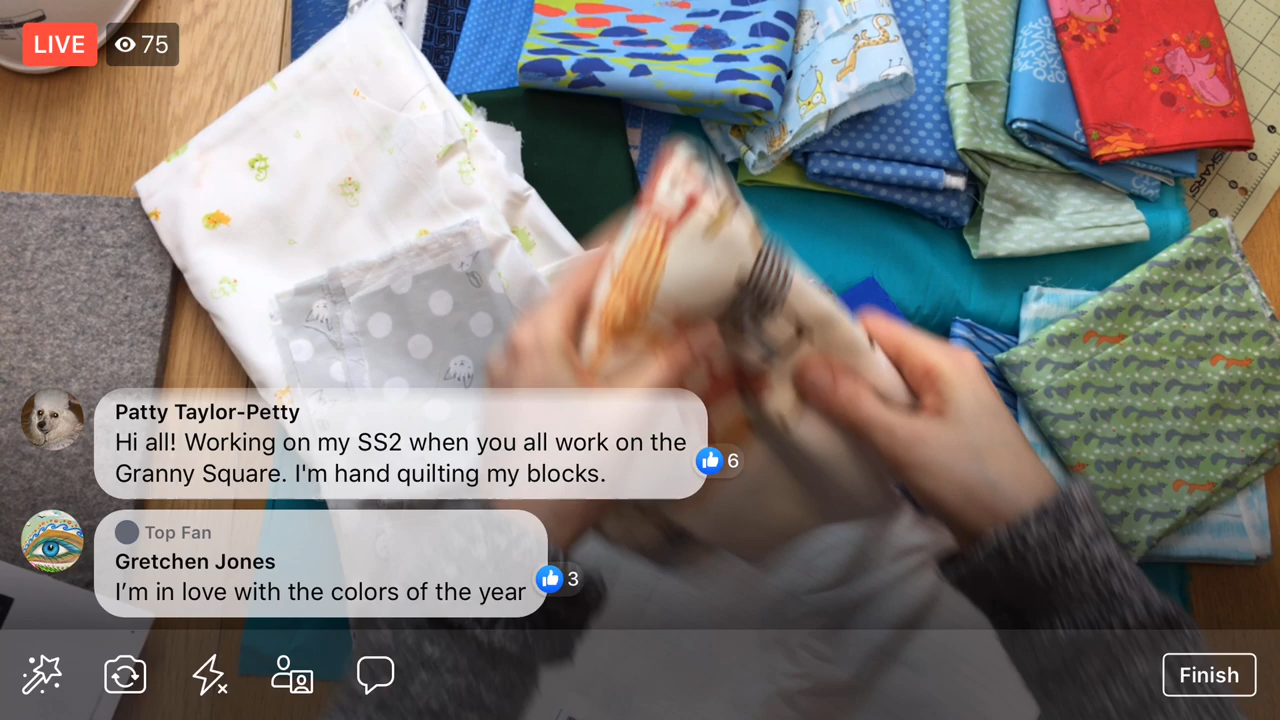 LIVE
75
FISKARS
Patty Taylor-Petty
Hi all! Working on my SS2 when you all work on the
Granny Square. I'm hand quilting my blocks.
6
Top Fan
Gretchen Jones
I’m in love with the colors of the year
3
Finish